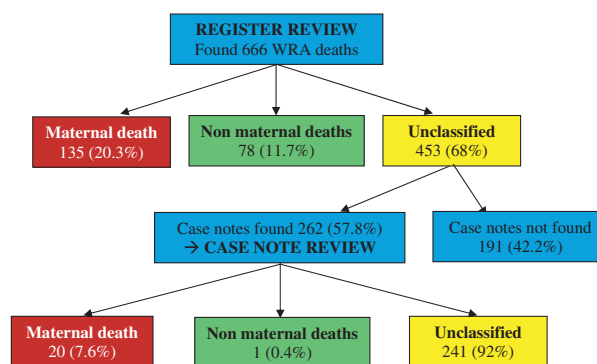 REGISTER REVIEW
Found 666 WRA deaths
Maternal death
135 (20.3%)
Non maternal deaths
78 (11.7%)
Unclassified
453 (68%)
Case notes found 262 (57.8%)
→ CASE NOTE REVIEW
Case notes not found
191 (42.2%)
Maternal death
20 (7.6%)
Non maternal deaths
1 (0.4%)
Unclassified
241 (92%)